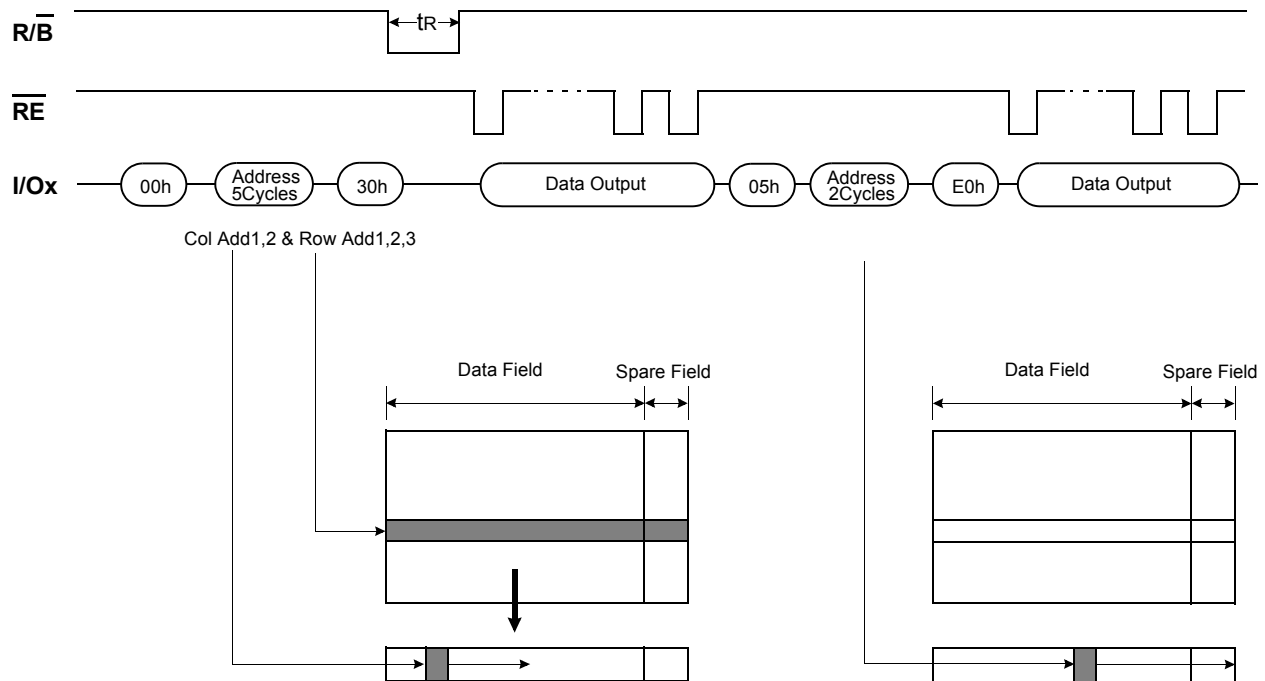 R/B tR
RE
I/Ox 00h Address 5Cycles 30h Data Output 05h Address 2Cycles E0h Data Output
Col Add1,2 & Row Add1,2,3
Data Field Spare Field Data Field Spare Field